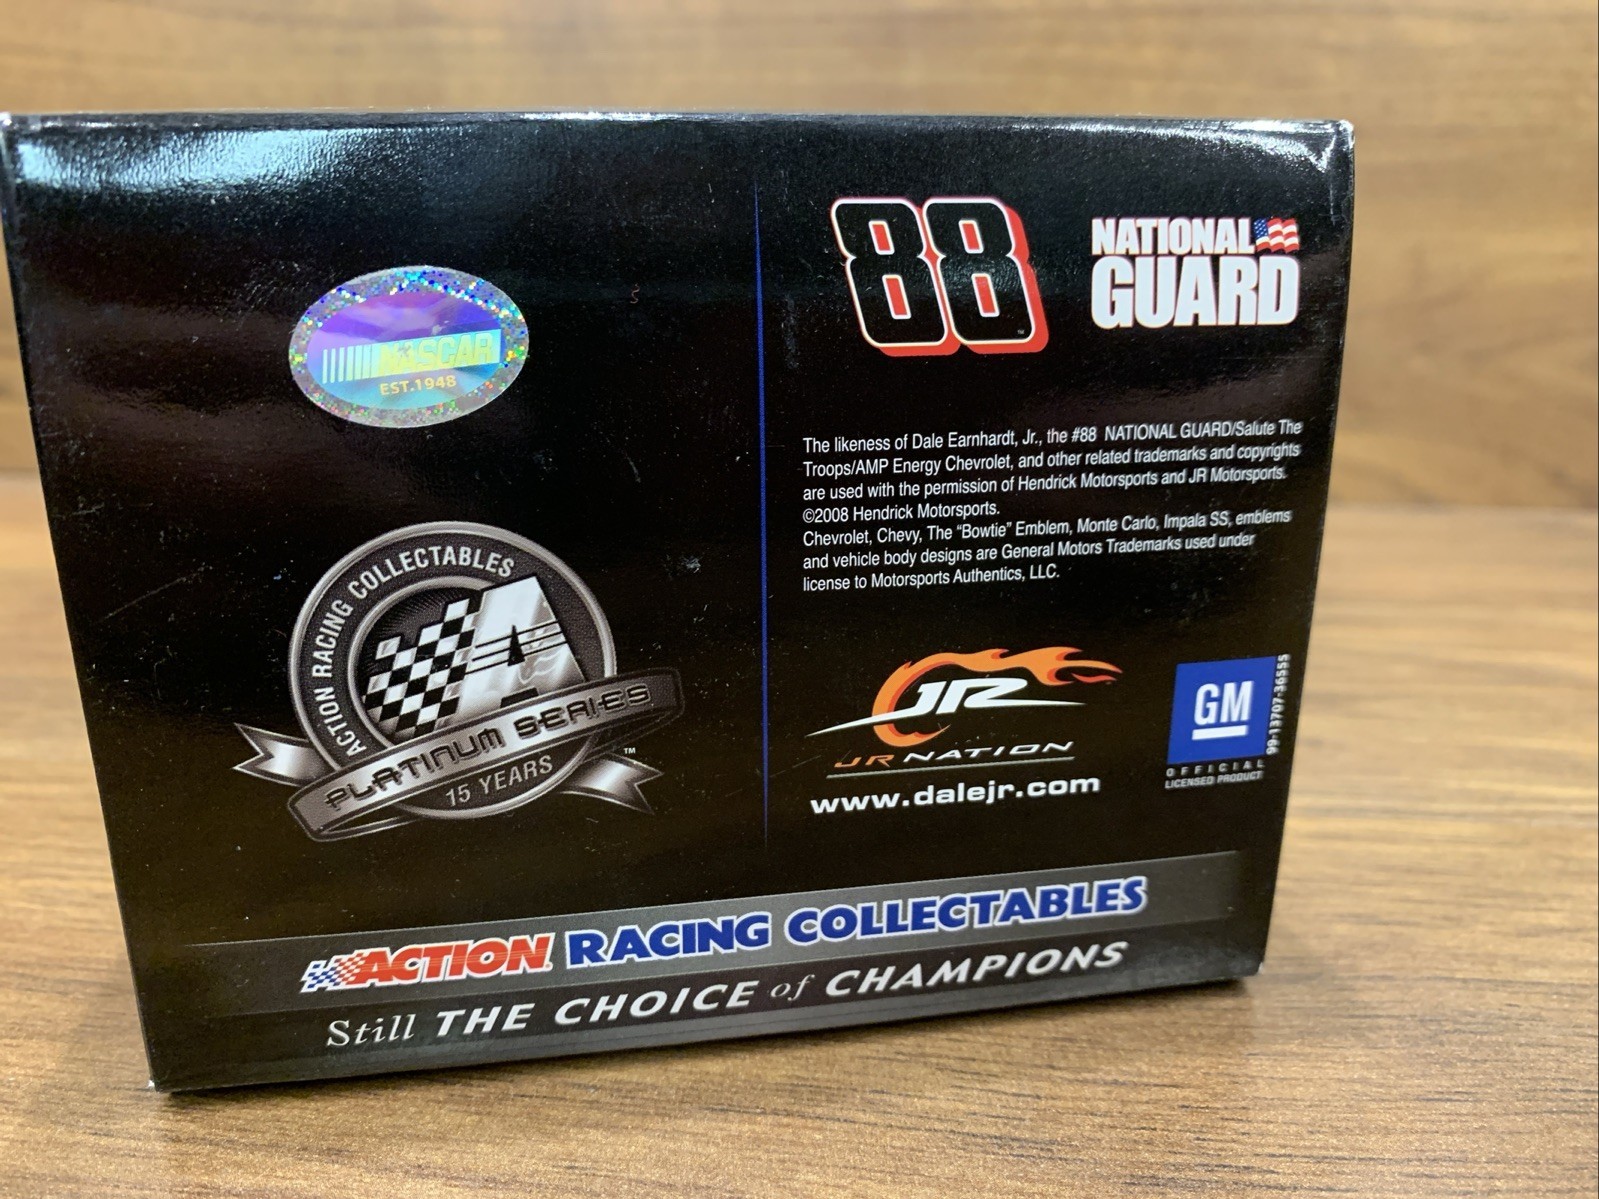 88
NATIONAL
GUARD
NASCAR
EST.1948
The likeness of Dale Earnhardt, Jr., the #88 NATIONAL GUARD/Salute The
Troops/AMP Energy Chevrolet, and other related trademarks and copyrights
are used with the permission of Hendrick Motorsports and JR Motorsports.
©2008 Hendrick Motorsports.
Chevrolet, Chevy, The “Bowtie” Emblem, Monte Carlo, Impala SS, emblems
and vehicle body designs are General Motors Trademarks used under
license to Motorsports Authentics, LLC.
ACTION RACING COLLECTABLES
A
PLATINUM SERIES
15 YEARS
™
JR
JR NATION
www.dalejr.com
GM
OFFICIAL
LICENSED PRODUCT
99-13707-36555
ACTION RACING COLLECTABLES
Still THE CHOICE of CHAMPIONS